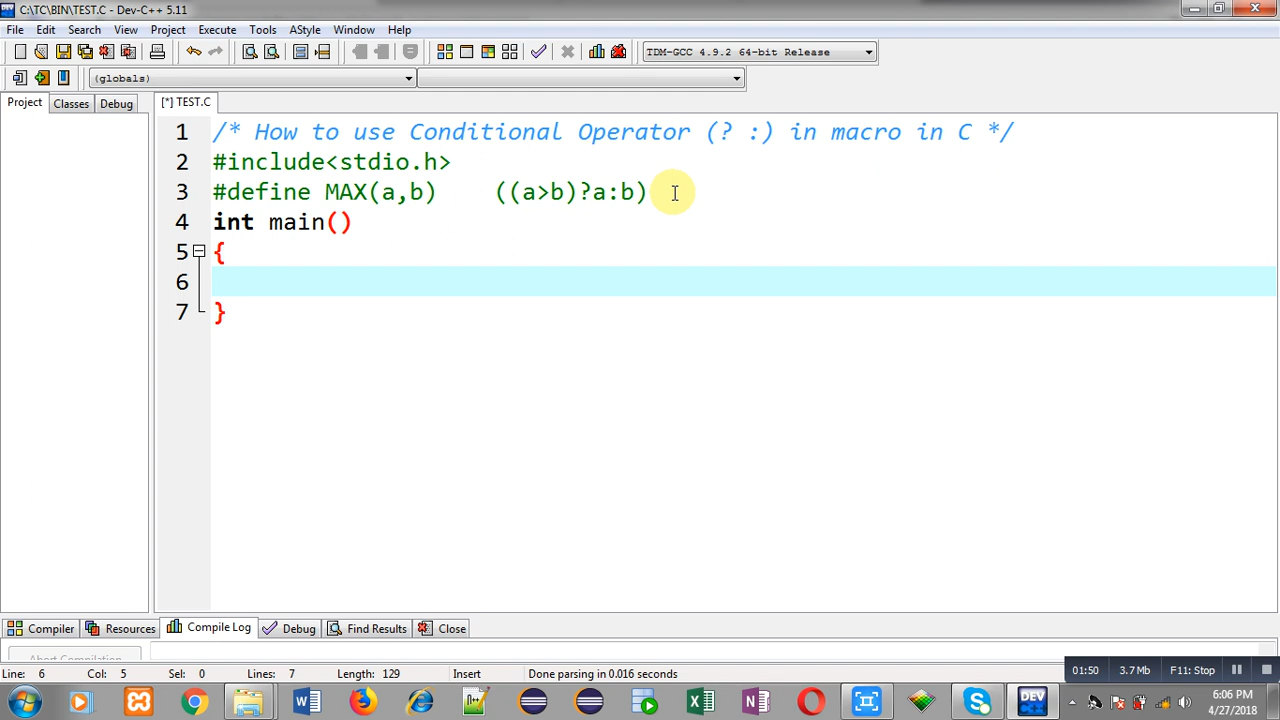 C:\TC\BIN\TEST.C - Dev-C++ 5.11
File Edit Search View Project Execute Tools AStyle Window Help
TDM-GCC 4.9.2 64-bit Release
(globals)
Project Classes Debug [*] TEST.C
1 /* How to use Conditional Operator (? :) in macro in C */
2 #include<stdio.h>
3 #define MAX(a,b) ((a>b)?a:b)
4 int main()
5 {
6
7 }
Compiler Resources Compile Log Debug Find Results Close
Abort Compilation
Line: 6 Col: 5 Sel: 0 Lines: 7 Length: 129 Insert Done parsing in 0.016 seconds
01:50 3.7 Mb F11: Stop
DEV
6:06 PM
4/27/2018